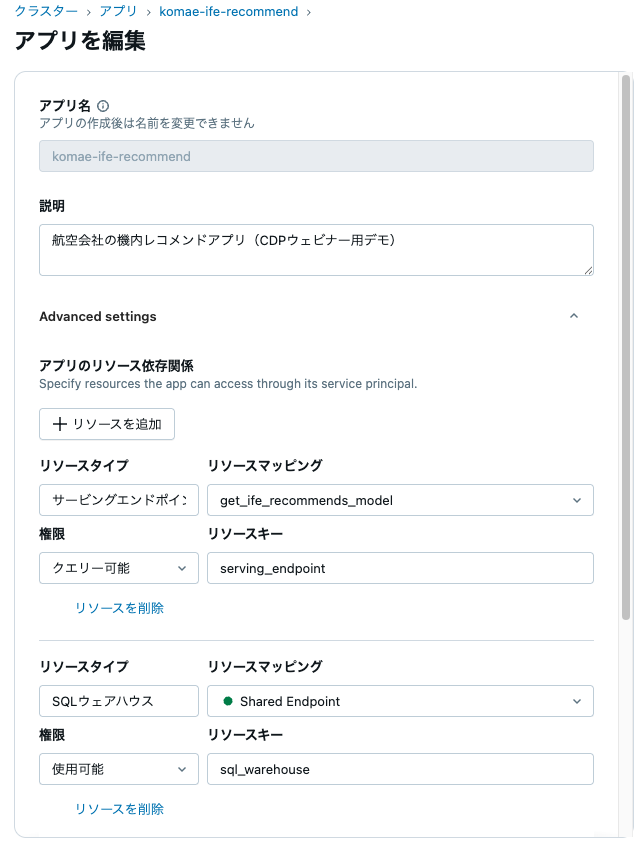 クラスター › アプリ › komae-ife-recommend ›
アプリを編集
アプリ名
アプリの作成後は名前を変更できません
komae-ife-recommend
説明
航空会社の機内レコメンドアプリ（CDPウェビナー用デモ）
Advanced settings
アプリのリソース依存関係
Specify resources the app can access through its service principal.
リソースを追加
リソースタイプ リソースマッピング
サービングエンドポイン get_ife_recommends_model
権限 リソースキー
クエリー可能 serving_endpoint
リソースを削除
リソースタイプ リソースマッピング
SQLウェアハウス Shared Endpoint
権限 リソースキー
使用可能 sql_warehouse
リソースを削除